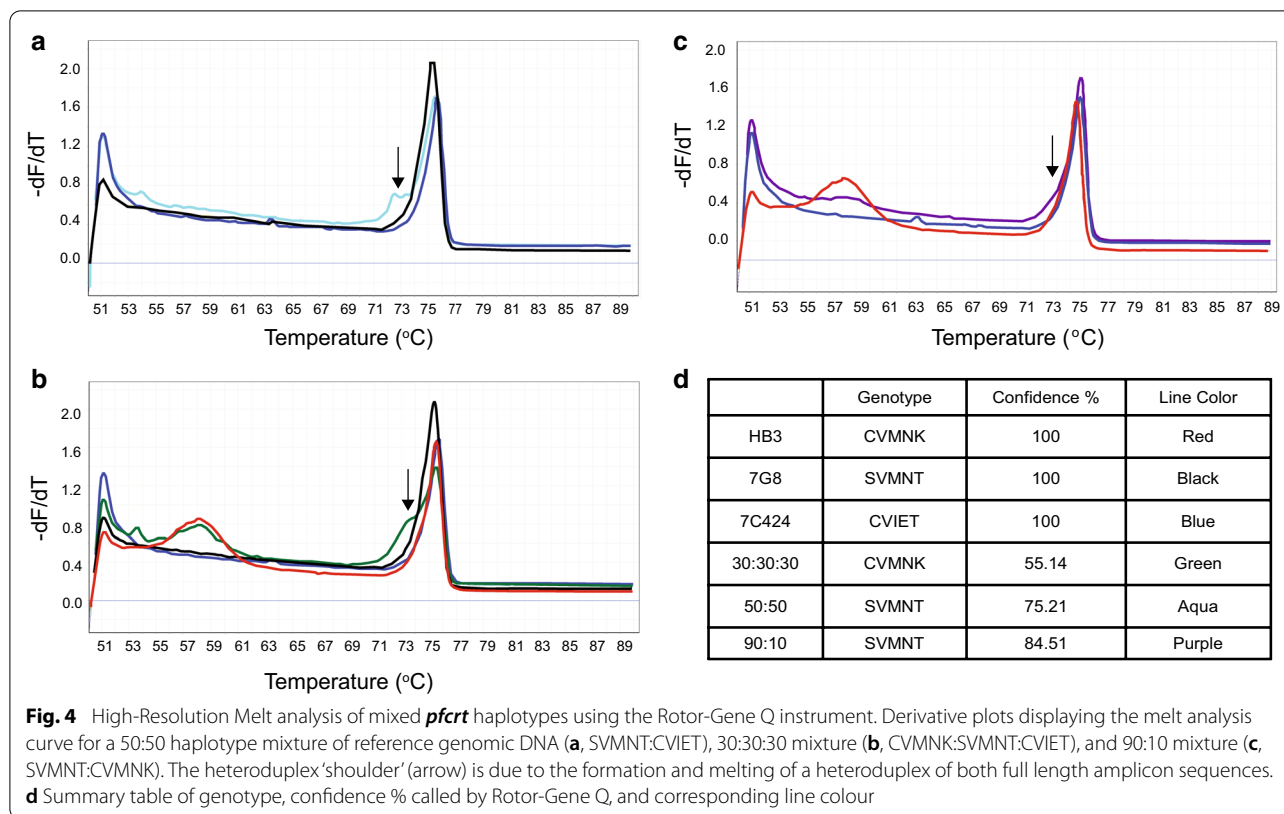 a
-dF/dT
2.0
1.6
1.2
0.8
0.4
0.0
51 53 55 57 59 61 63 65 67 69 71 73 75 77 79 81 83 85 87 89
Temperature (°C)
c
-dF/dT
2.0
1.6
1.2
0.8
0.4
0.0
51 53 55 57 59 61 63 65 67 69 71 73 75 77 79 81 83 85 87 89
Temperature (°C)
b
-dF/dT
2.0
1.6
1.2
0.8
0.4
0.0
51 53 55 57 59 61 63 65 67 69 71 73 75 77 79 81 83 85 87 89
Temperature (°C)
d
Genotype Confidence % Line Color
HB3 CVMNK 100 Red
7G8 SVMNT 100 Black
7C424 CVIET 100 Blue
30:30:30 CVMNK 55.14 Green
50:50 SVMNT 75.21 Aqua
90:10 SVMNT 84.51 Purple
Fig. 4 High-Resolution Melt analysis of mixed pfcrt haplotypes using the Rotor-Gene Q instrument. Derivative plots displaying the melt analysis
curve for a 50:50 haplotype mixture of reference genomic DNA (a, SVMNT:CVIET), 30:30:30 mixture (b, CVMNK:SVMNT:CVIET), and 90:10 mixture (c,
SVMNT:CVMNK). The heteroduplex ‘shoulder’ (arrow) is due to the formation and melting of a heteroduplex of both full length amplicon sequences.
d Summary table of genotype, confidence % called by Rotor-Gene Q, and corresponding line colour